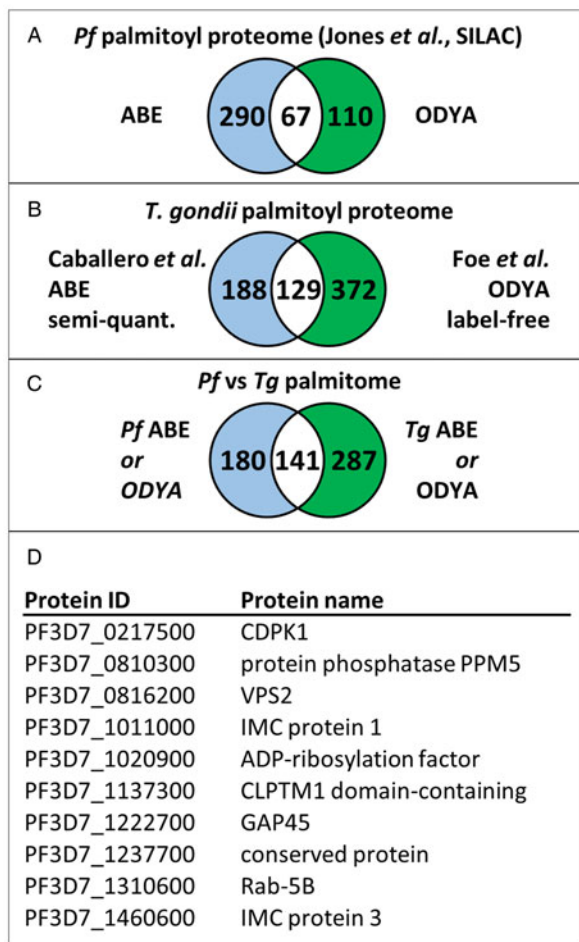 A
Pf palmitoyl proteome (Jones et al., SILAC)
ABE 290 67 110 ODYA
B
T. gondii palmitoyl proteome
Caballero et al. Foe et al.
ABE 188 129 372 ODYA
semi-quant. label-free
C
Pf vs Tg palmitome
Pf ABE Tg ABE
or 180 141 287 or
ODYA ODYA
D
Protein ID Protein name
PF3D7_0217500 CDPK1
PF3D7_0810300 protein phosphatase PPM5
PF3D7_0816200 VPS2
PF3D7_1011000 IMC protein 1
PF3D7_1020900 ADP-ribosylation factor
PF3D7_1137300 CLPTM1 domain-containing
PF3D7_1222700 GAP45
PF3D7_1237700 conserved protein
PF3D7_1310600 Rab-5B
PF3D7_1460600 IMC protein 3